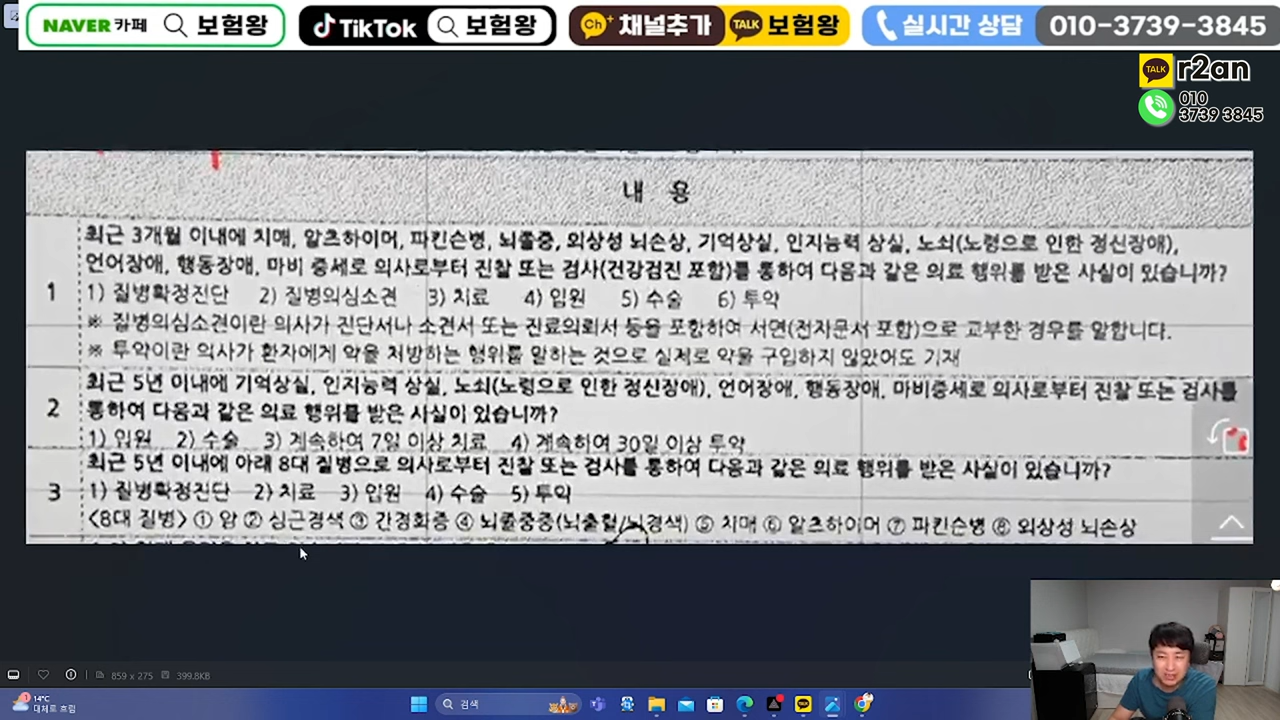 NAVER 카페 보험왕 TikTok 보험왕 Ch+ 채널추가 TALK 보험왕 실시간 상담 010-3739-3845
TALK r2an
010
3739 3845
내 용
1
최근 3개월 이내에 치매, 알츠하이머, 파킨슨병, 뇌졸중, 외상성 뇌손상, 기억상실, 인지능력 상실, 노쇠(노령으로 인한 정신장애),
언어장애, 행동장애, 마비 증세로 의사로부터 진찰 또는 검사(건강검진 포함)를 통하여 다음과 같은 의료 행위를 받은 사실이 있습니까?
1) 질병확정진단 2) 질병의심소견 3) 치료 4) 입원 5) 수술 6) 투약
※ 질병의심소견이란 의사가 진단서나 소견서 또는 진료의뢰서 등을 포함하여 서면(전자문서 포함)으로 교부한 경우를 말합니다.
※ 투약이란 의사가 환자에게 약을 처방하는 행위를 말하는 것으로 실제로 약을 구입하지 않았어도 기재
2
최근 5년 이내에 기억상실, 인지능력 상실, 노쇠(노령으로 인한 정신장애), 언어장애, 행동장애, 마비증세로 의사로부터 진찰 또는 검사를
통하여 다음과 같은 의료 행위를 받은 사실이 있습니까?
1) 입원 2) 수술 3) 계속하여 7일 이상 치료 4) 계속하여 30일 이상 투약
3
최근 5년 이내에 아래 8대 질병으로 의사로부터 진찰 또는 검사를 통하여 다음과 같은 의료 행위를 받은 사실이 있습니까?
1) 질병확정진단 2) 치료 3) 입원 4) 수술 5) 투약
<8대 질병> ① 암 ② 심근경색 ③ 간경화증 ④ 뇌졸중증(뇌출혈/뇌경색) ⑤ 치매 ⑥ 알츠하이머 ⑦ 파킨슨병 ⑧ 외상성 뇌손상
859 x 275 399.8KB
14°C
대체로 흐림
검색